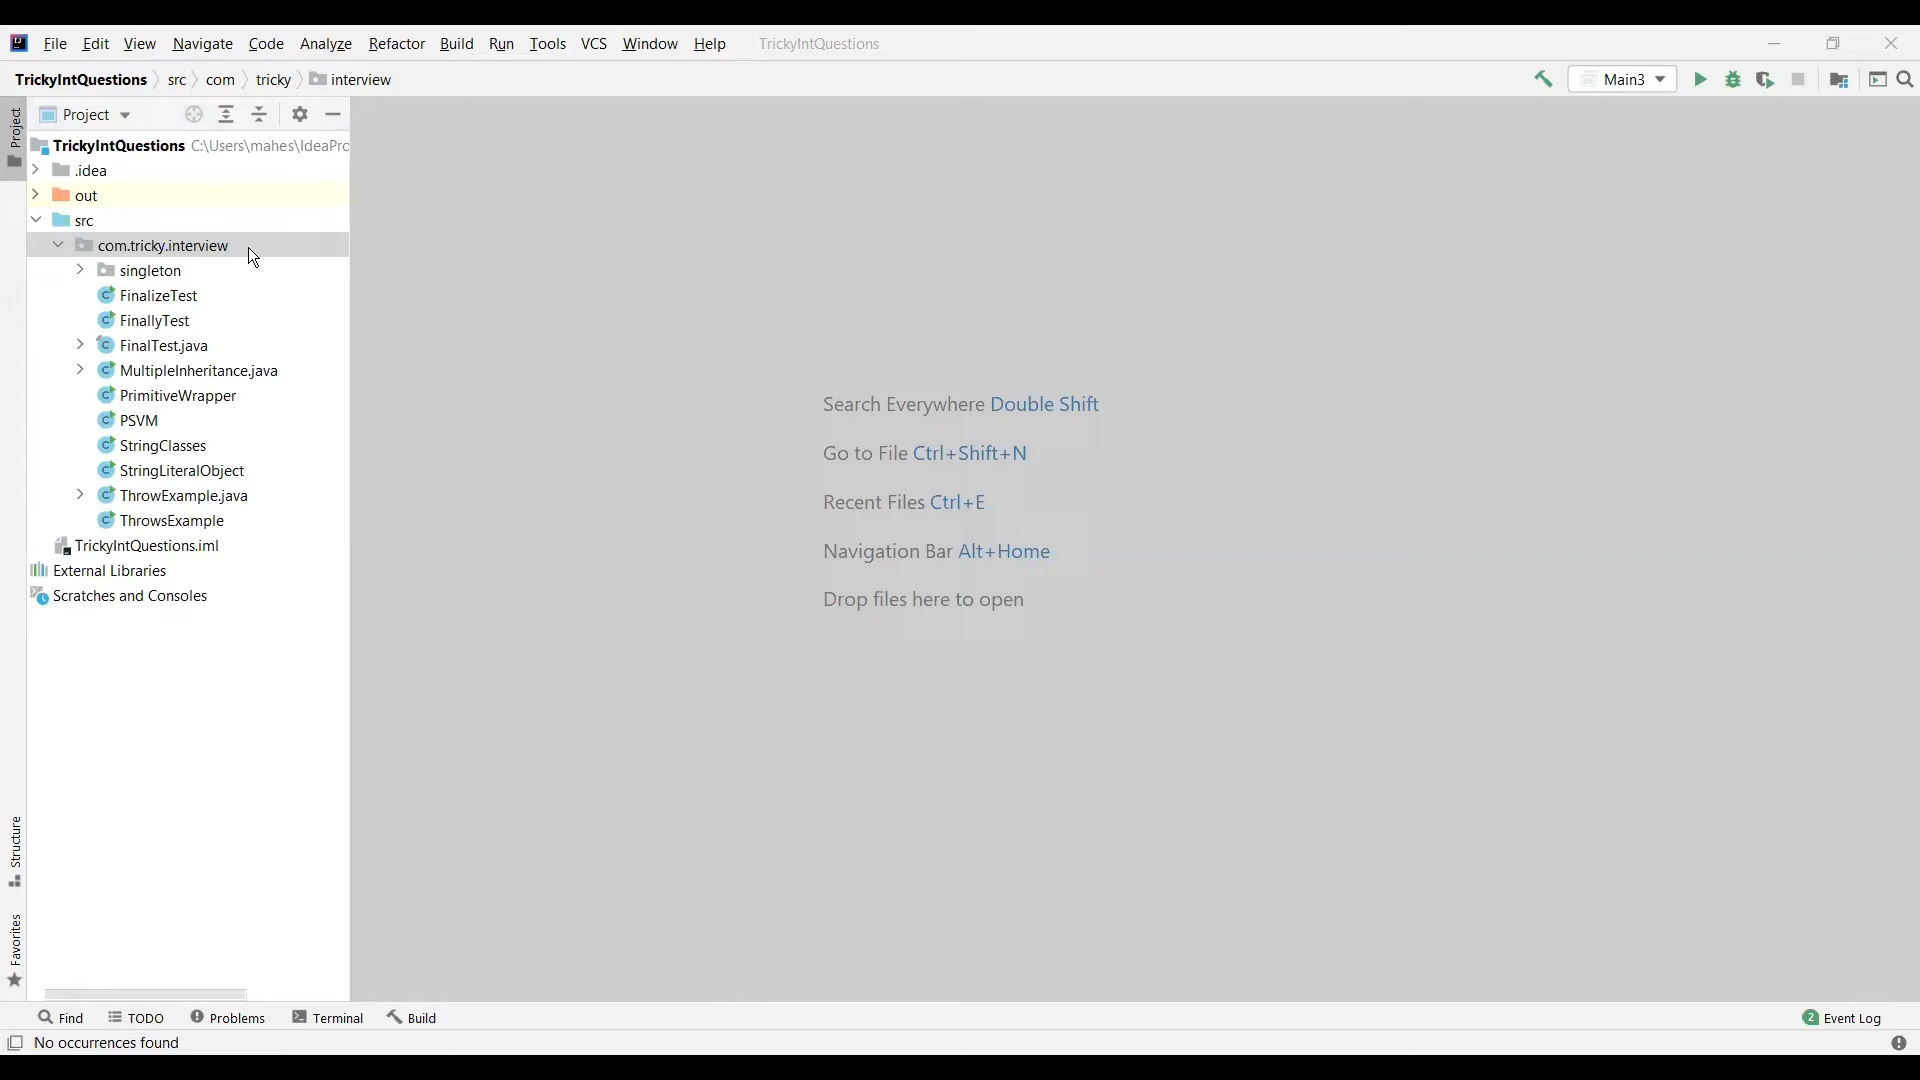 File Edit View Navigate Code Analyze Refactor Build Run Tools VCS Window Help TrickyIntQuestions
TrickyIntQuestions src com tricky interview Main3
Project
Project
TrickyIntQuestions C:\Users\mahes\IdeaPro
.idea
out
src
com.tricky.interview
singleton
FinalizeTest
FinallyTest
FinalTest.java
MultipleInheritance.java
PrimitiveWrapper
PSVM
StringClasses
StringLiteralObject
ThrowExample.java
ThrowsExample
TrickyIntQuestions.iml
External Libraries
Scratches and Consoles
Search Everywhere Double Shift
Go to File Ctrl+Shift+N
Recent Files Ctrl+E
Navigation Bar Alt+Home
Drop files here to open
Structure
Favorites
Find TODO Problems Terminal Build 2 Event Log
No occurrences found